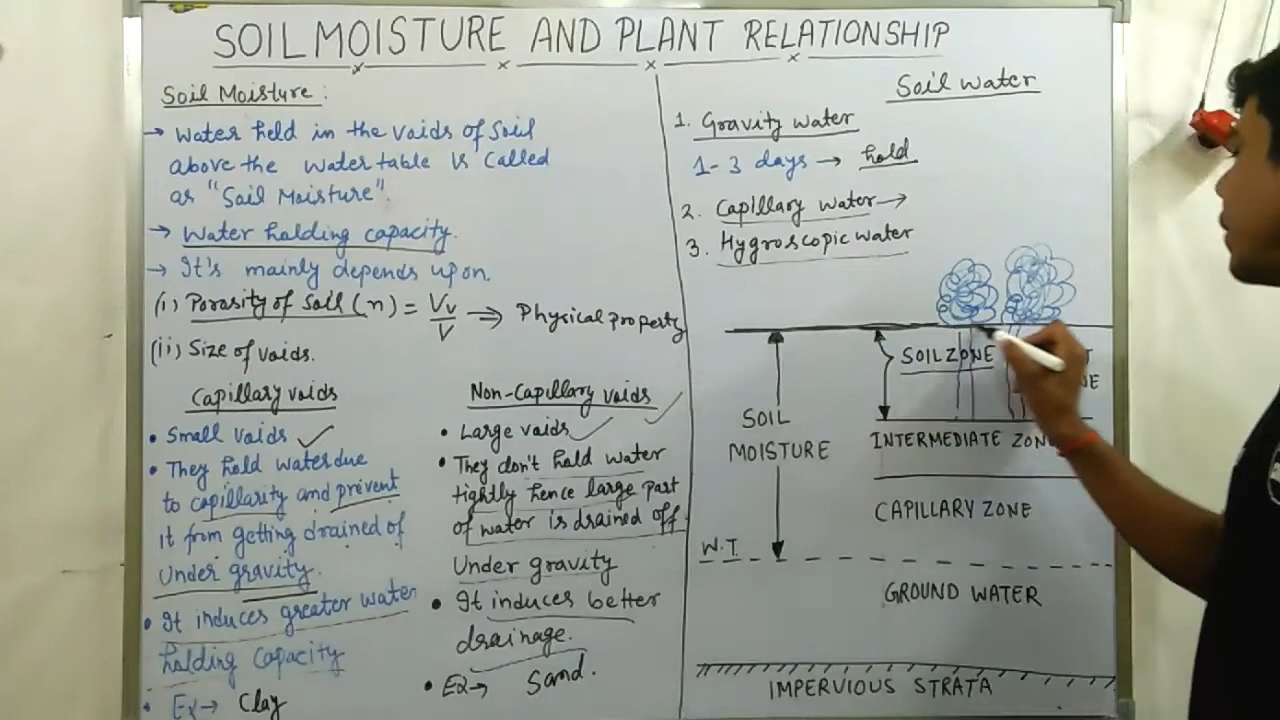 SOIL MOISTURE AND PLANT RELATIONSHIP
Soil Moisture:
→ Water held in the voids of Soil
above the water table is Called
as "Soil Moisture".
→ Water holding capacity.
→ It's mainly depends upon.
(i) Porosity of Soil (n) = Vv/V ⇒ Physical property
(ii) Size of voids.
Capillary voids
• Small voids ✓
• They hold water due
to capillarity and prevent
it from getting drained of
Under gravity.
• It induces greater water
holding capacity
• Ex→ Clay
Non-Capillary voids
• Large voids ✓
• They don't hold water
tightly hence large part
of water is drained off
Under gravity
• It induces better
drainage.
• Ex→ Sand.
Soil water
1. Gravity water
1-3 days → hold
2. Capillary water →
3. Hygroscopic water
SOIL ZONE
SOIL
MOISTURE
INTERMEDIATE ZONE
CAPILLARY ZONE
W.T
GROUND WATER
IMPERVIOUS STRATA